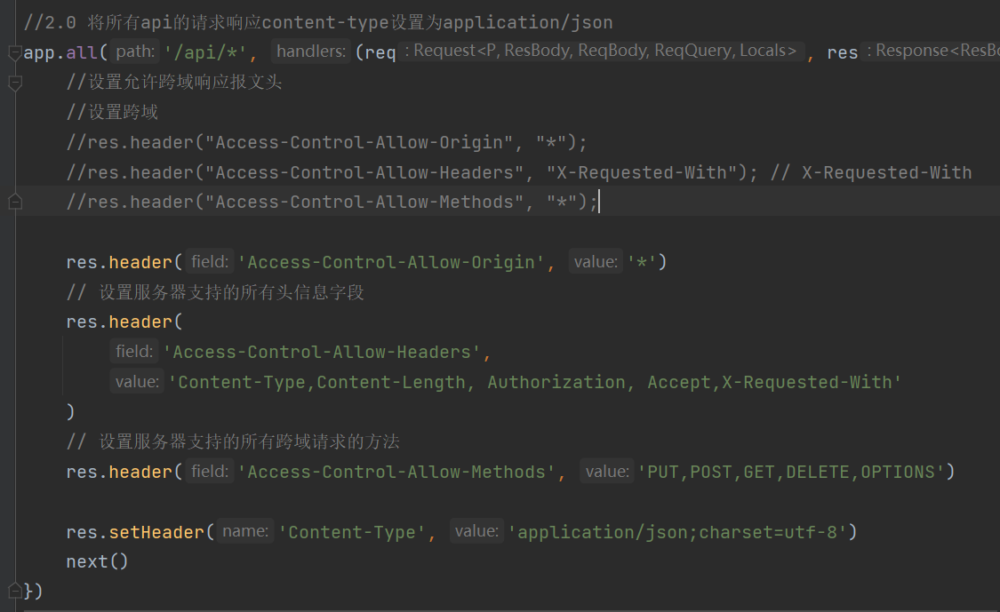 //2.0 将所有api的请求响应content-type设置为application/json
app.all( path: '/api/*', handlers: (req : Request<P, ResBody, ReqBody, ReqQuery, Locals> , res : Response<ResBo
//设置允许跨域响应报文头
//设置跨域
//res.header("Access-Control-Allow-Origin", "*");
//res.header("Access-Control-Allow-Headers", "X-Requested-With"); // X-Requested-With
//res.header("Access-Control-Allow-Methods", "*");
res.header( field: 'Access-Control-Allow-Origin', value: '*')
// 设置服务器支持的所有头信息字段
res.header(
field: 'Access-Control-Allow-Headers',
value: 'Content-Type,Content-Length, Authorization, Accept,X-Requested-With'
)
// 设置服务器支持的所有跨域请求的方法
res.header( field: 'Access-Control-Allow-Methods', value: 'PUT,POST,GET,DELETE,OPTIONS')
res.setHeader( name: 'Content-Type', value: 'application/json;charset=utf-8')
next()
})